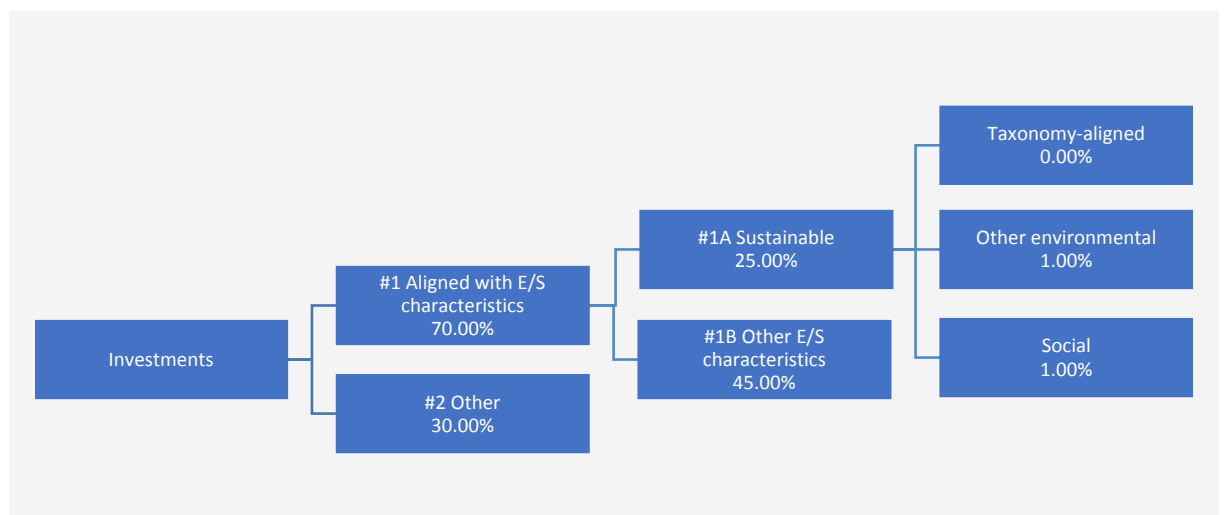 Investments
#1 Aligned with E/S
characteristics
70.00%
#2 Other
30.00%
#1A Sustainable
25.00%
#1B Other E/S
characteristics
45.00%
Taxonomy-aligned
0.00%
Other environmental
1.00%
Social
1.00%